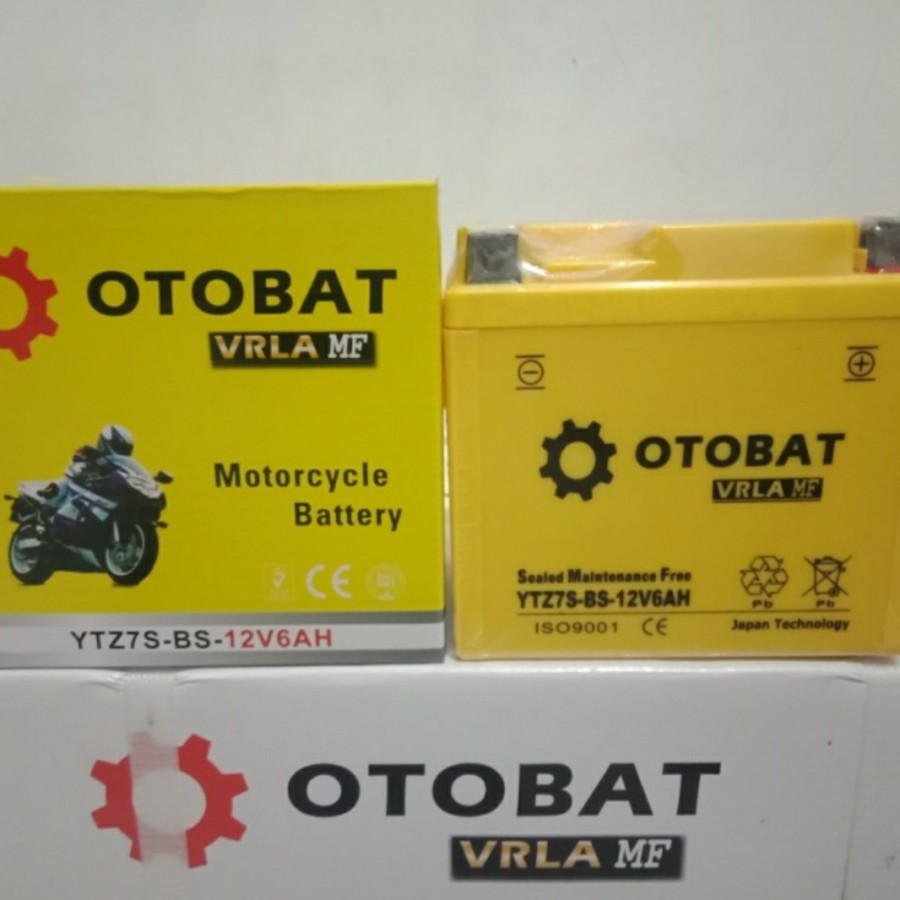 OTOBAT
VRLA MF
Motorcycle
Battery
CE
YTZ7S-BS-12V6AH
OTOBAT
VRLA MF
Sealed Maintenance Free
YTZ7S-BS-12V6AH
ISO9001 CE
Pb Pb
Japan Technology
OTOBAT
VRLA MF